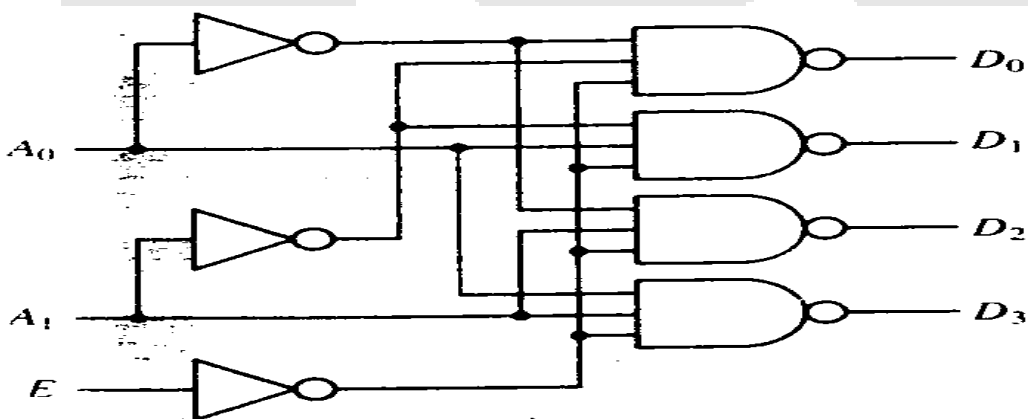 A₀
A₁
E
D₀
D₁
D₂
D₃